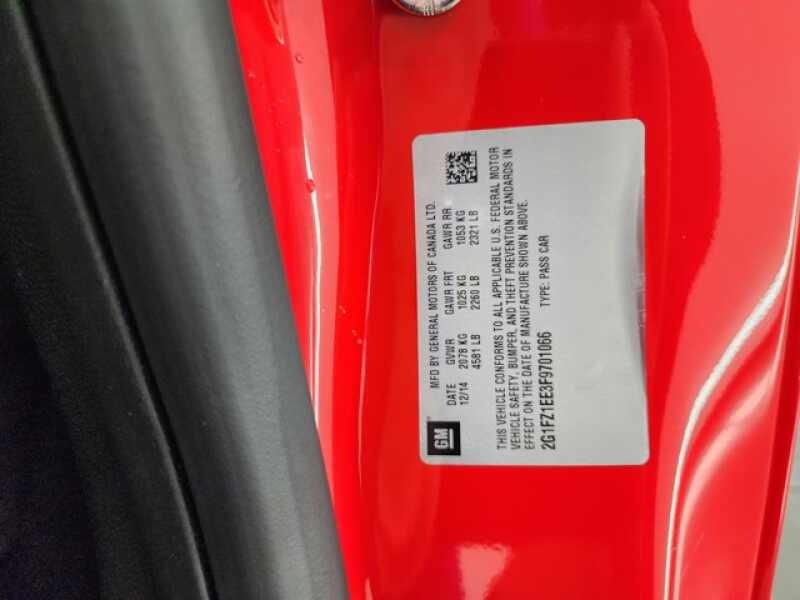 GM
MFD BY GENERAL MOTORS OF CANADA LTD.
DATE GVWR GAWR FRT GAWR RR
12/14 2078 KG 1025 KG 1053 KG
4581 LB 2260 LB 2321 LB
THIS VEHICLE CONFORMS TO ALL APPLICABLE U.S. FEDERAL MOTOR
VEHICLE SAFETY, BUMPER, AND THEFT PREVENTION STANDARDS IN
EFFECT ON THE DATE OF MANUFACTURE SHOWN ABOVE.
2G1FZ1EE3F9701066 TYPE: PASS CAR